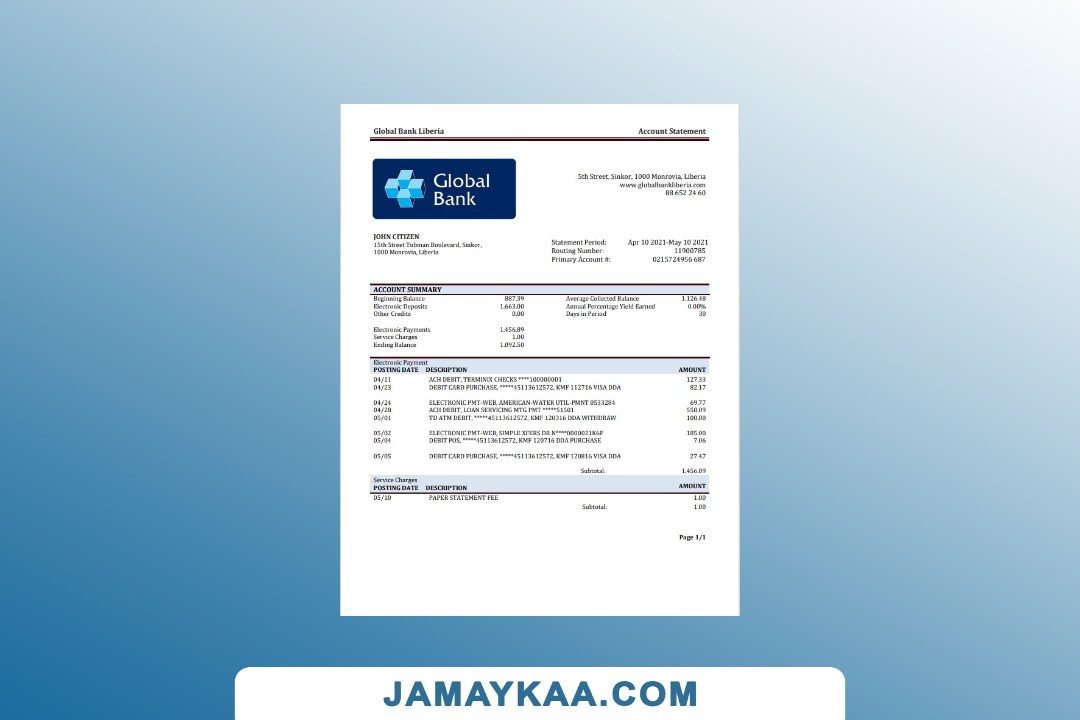 Global Bank Liberia Account Statement
Global
Bank
5th Street, Sinkor, 1000 Monrovia, Liberia
www.globalbankliberia.com
88 652 24 60
JOHN CITIZEN
15th Street Tubman Boulevard, Sinkor,
1000 Monrovia, Liberia
Statement Period: Apr 10 2021-May 10 2021
Routing Number: 11900785
Primary Account #: 0215724956 687
ACCOUNT SUMMARY
Beginning Balance 887.39 Average Collected Balance 1.126.48
Electronic Deposits 1,663.00 Annual Percentage Yield Earned 0.00%
Other Credits 0.00 Days in Period 30
Electronic Payments 1.456.89
Service Charges 1.00
Ending Balance 1.092.50
Electronic Payment
POSTING DATE DESCRIPTION AMOUNT
04/11 ACH DEBIT, TERMINIX CHECKS ****100000001 127.33
04/23 DEBIT CARD PURCHASE, *****45113612572, KMF 112716 VISA DDA 82.17
04/24 ELECTRONIC PMT-WEB, AMERICAN-WATER UTIL-PMNT 0533284 69.77
04/28 ACH DEBIT, LOAN SERVICING MTG PMT *****51501 558.09
05/01 TD ATM DEBIT, *****45113612572, KMF 120316 DDA WITHDRAW 100.00
05/02 ELECTRONIC PMT-WEB, SIMPLE XFERS DR N****0000021K6P 185.00
05/04 DEBIT POS, *****45113612572, KMF 120716 DDA PURCHASE 7.06
05/05 DEBIT CARD PURCHASE, *****45113612572, KMF 120816 VISA DDA 27.47
Subtotal: 1,456.89
Service Charges
POSTING DATE DESCRIPTION AMOUNT
05/10 PAPER STATEMENT FEE 1.00
Subtotal: 1.00
Page 1/1
JAMAYKAA.COM